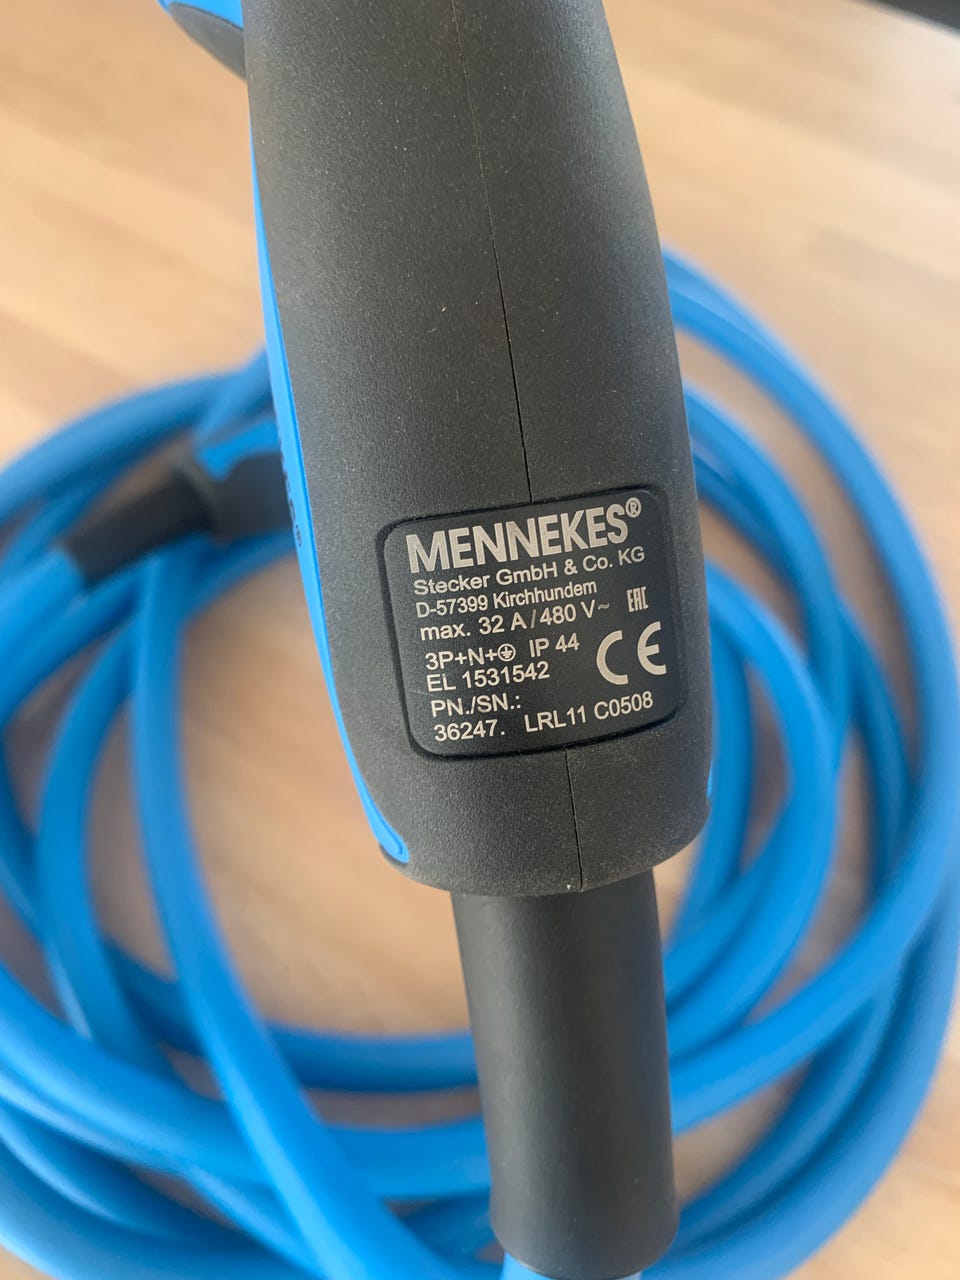 MENNEKES®
Stecker GmbH & Co. KG
D-57399 Kirchhundem
max. 32 A / 480 V~ EAC
3P+N+⏚ IP 44 CE
EL 1531542
PN./SN.:
36247. LRL11 C0508